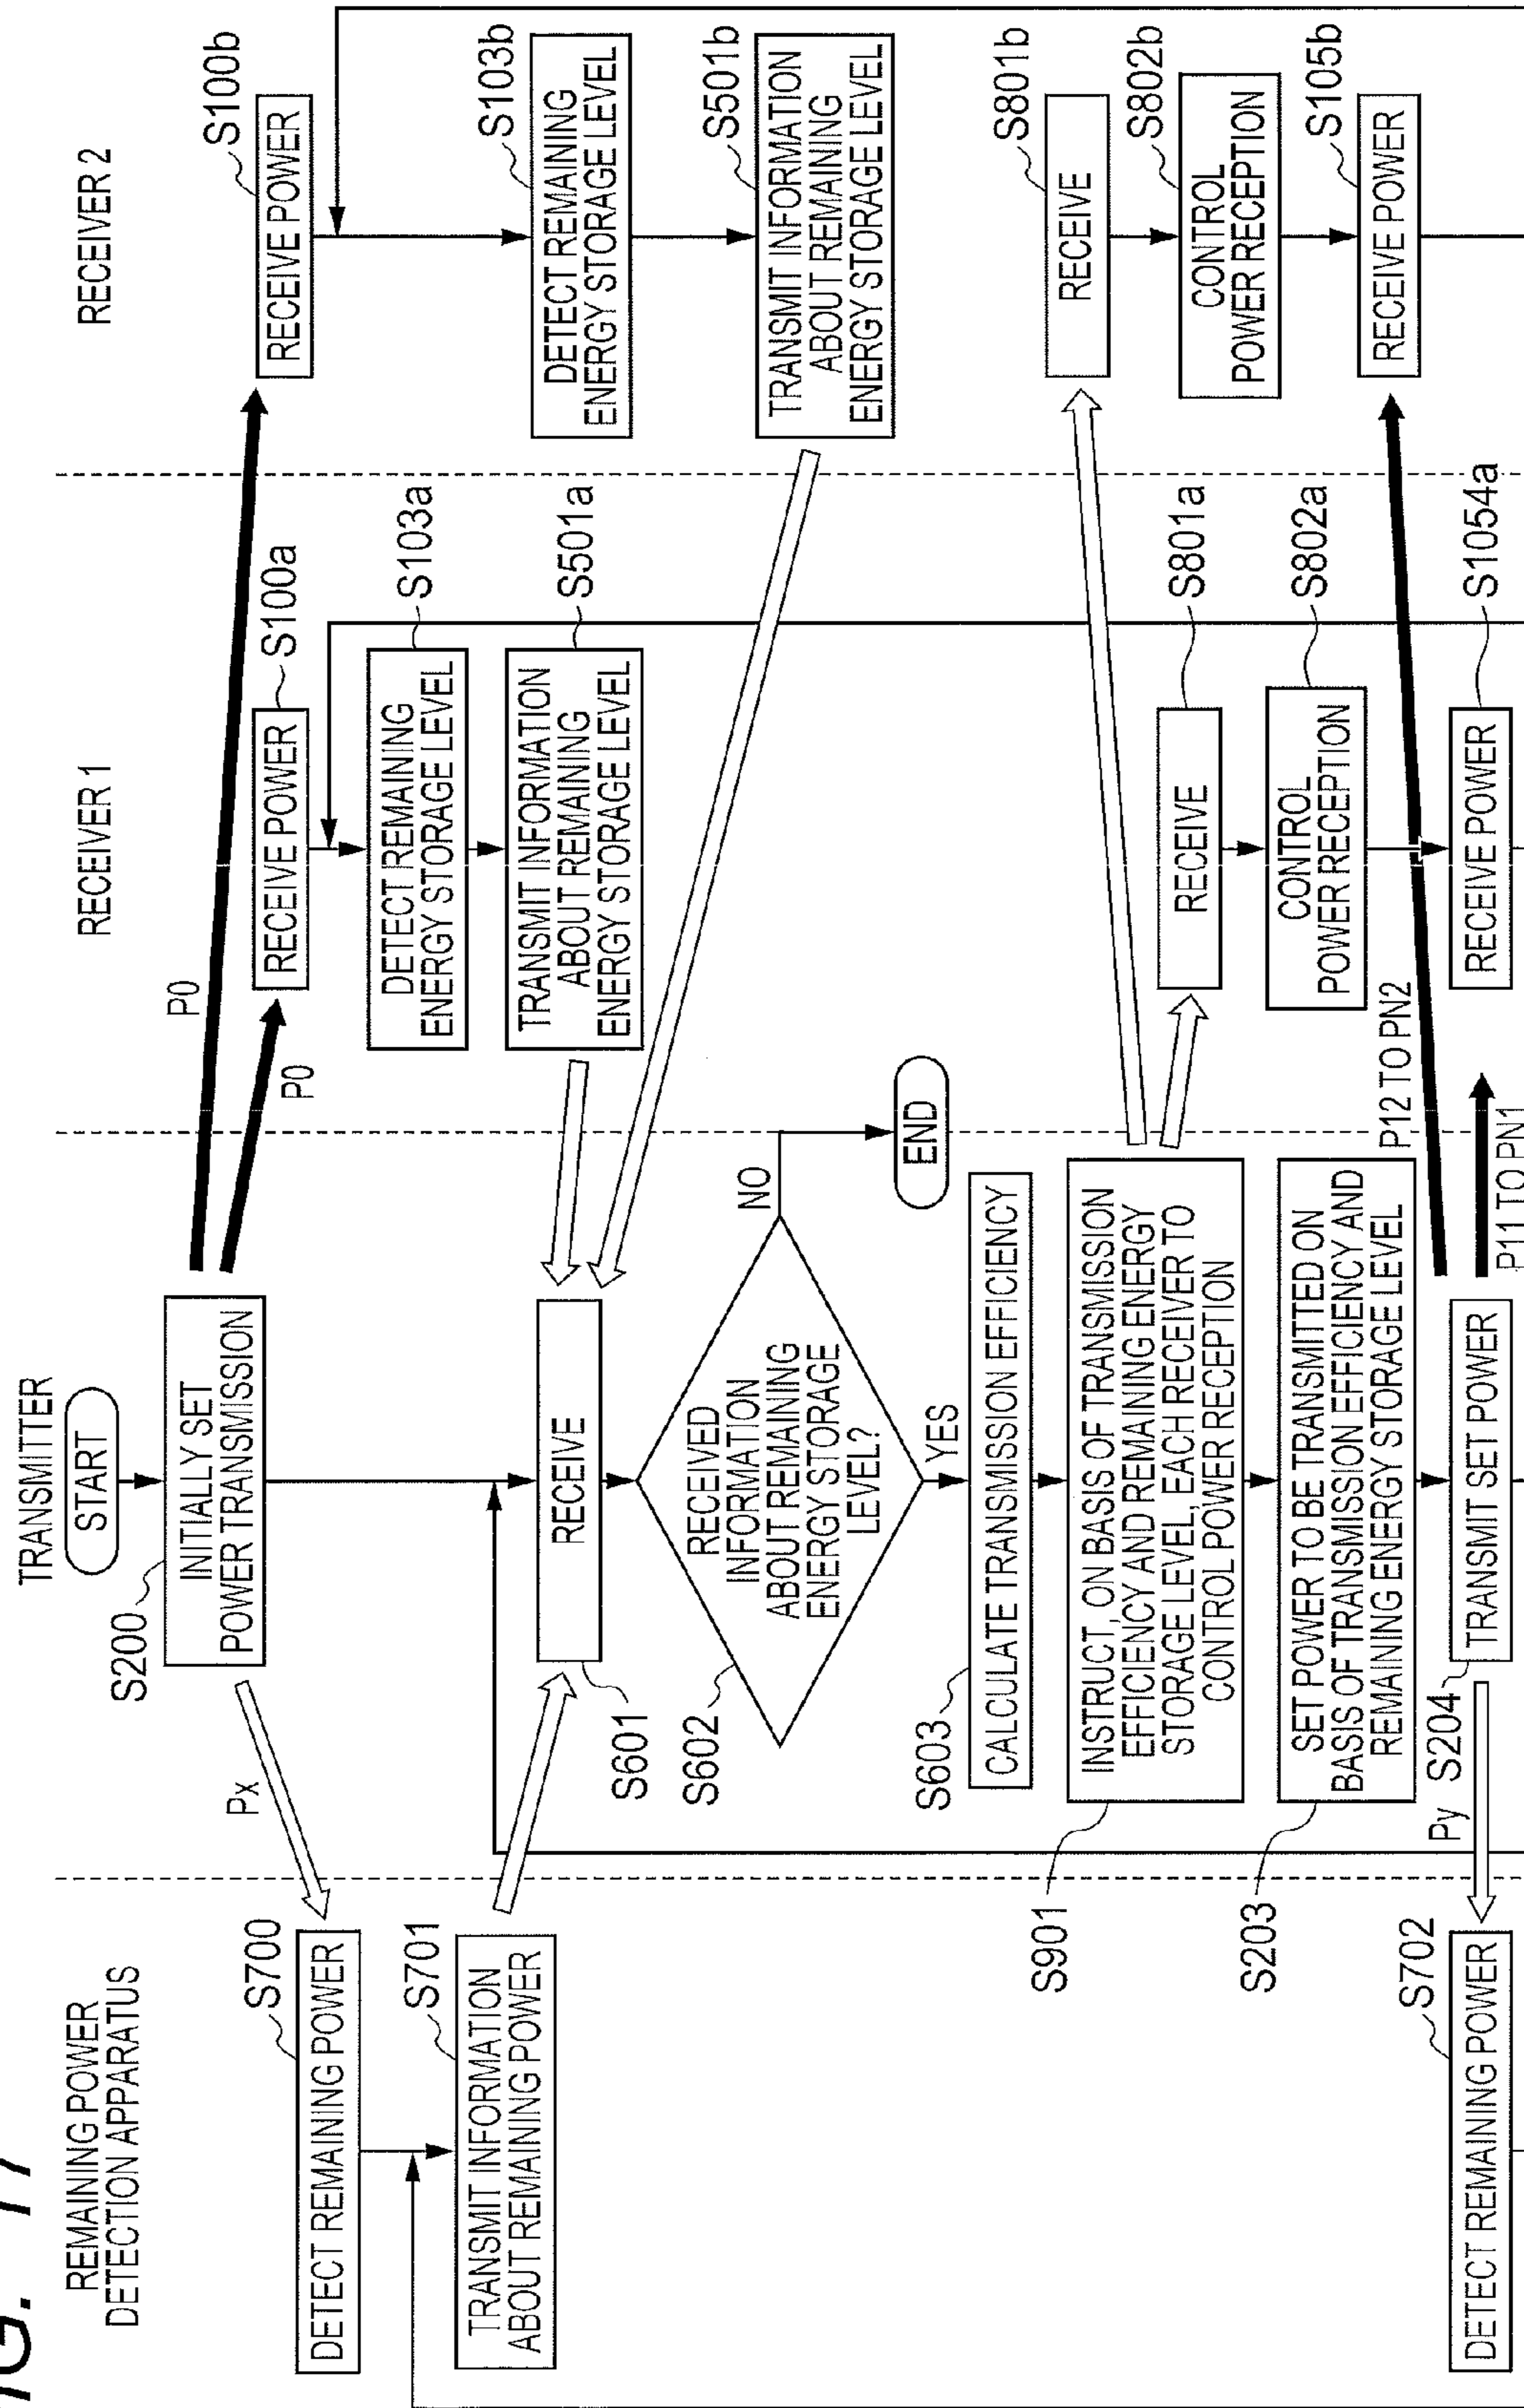 FIG. 17
REMAINING POWER
DETECTION APPARATUS
S700
DETECT REMAINING POWER
S701
TRANSMIT INFORMATION
ABOUT REMAINING POWER
S702
DETECT REMAINING POWER
TRANSMITTER
START
S200
INITIALLY SET
POWER TRANSMISSION
Px
P0
P0
RECEIVE
S601
RECEIVED
INFORMATION
ABOUT REMAINING
ENERGY STORAGE
LEVEL?
S602
NO
END
YES
S603
CALCULATE TRANSMISSION EFFICIENCY
S901
INSTRUCT, ON BASIS OF TRANSMISSION
EFFICIENCY AND REMAINING ENERGY
STORAGE LEVEL, EACH RECEIVER TO
CONTROL POWER RECEPTION
S203
SET POWER TO BE TRANSMITTED ON
BASIS OF TRANSMISSION EFFICIENCY AND
REMAINING ENERGY STORAGE LEVEL
Py
S204
TRANSMIT SET POWER
P12 TO PN2
P11 TO PN1
RECEIVER 1
S100a
RECEIVE POWER
S103a
DETECT REMAINING
ENERGY STORAGE LEVEL
S501a
TRANSMIT INFORMATION
ABOUT REMAINING
ENERGY STORAGE LEVEL
S801a
RECEIVE
S802a
CONTROL
POWER RECEPTION
S1054a
RECEIVE POWER
RECEIVER 2
S100b
RECEIVE POWER
S103b
DETECT REMAINING
ENERGY STORAGE LEVEL
S501b
TRANSMIT INFORMATION
ABOUT REMAINING
ENERGY STORAGE LEVEL
S801b
RECEIVE
S802b
CONTROL
POWER RECEPTION
S105b
RECEIVE POWER